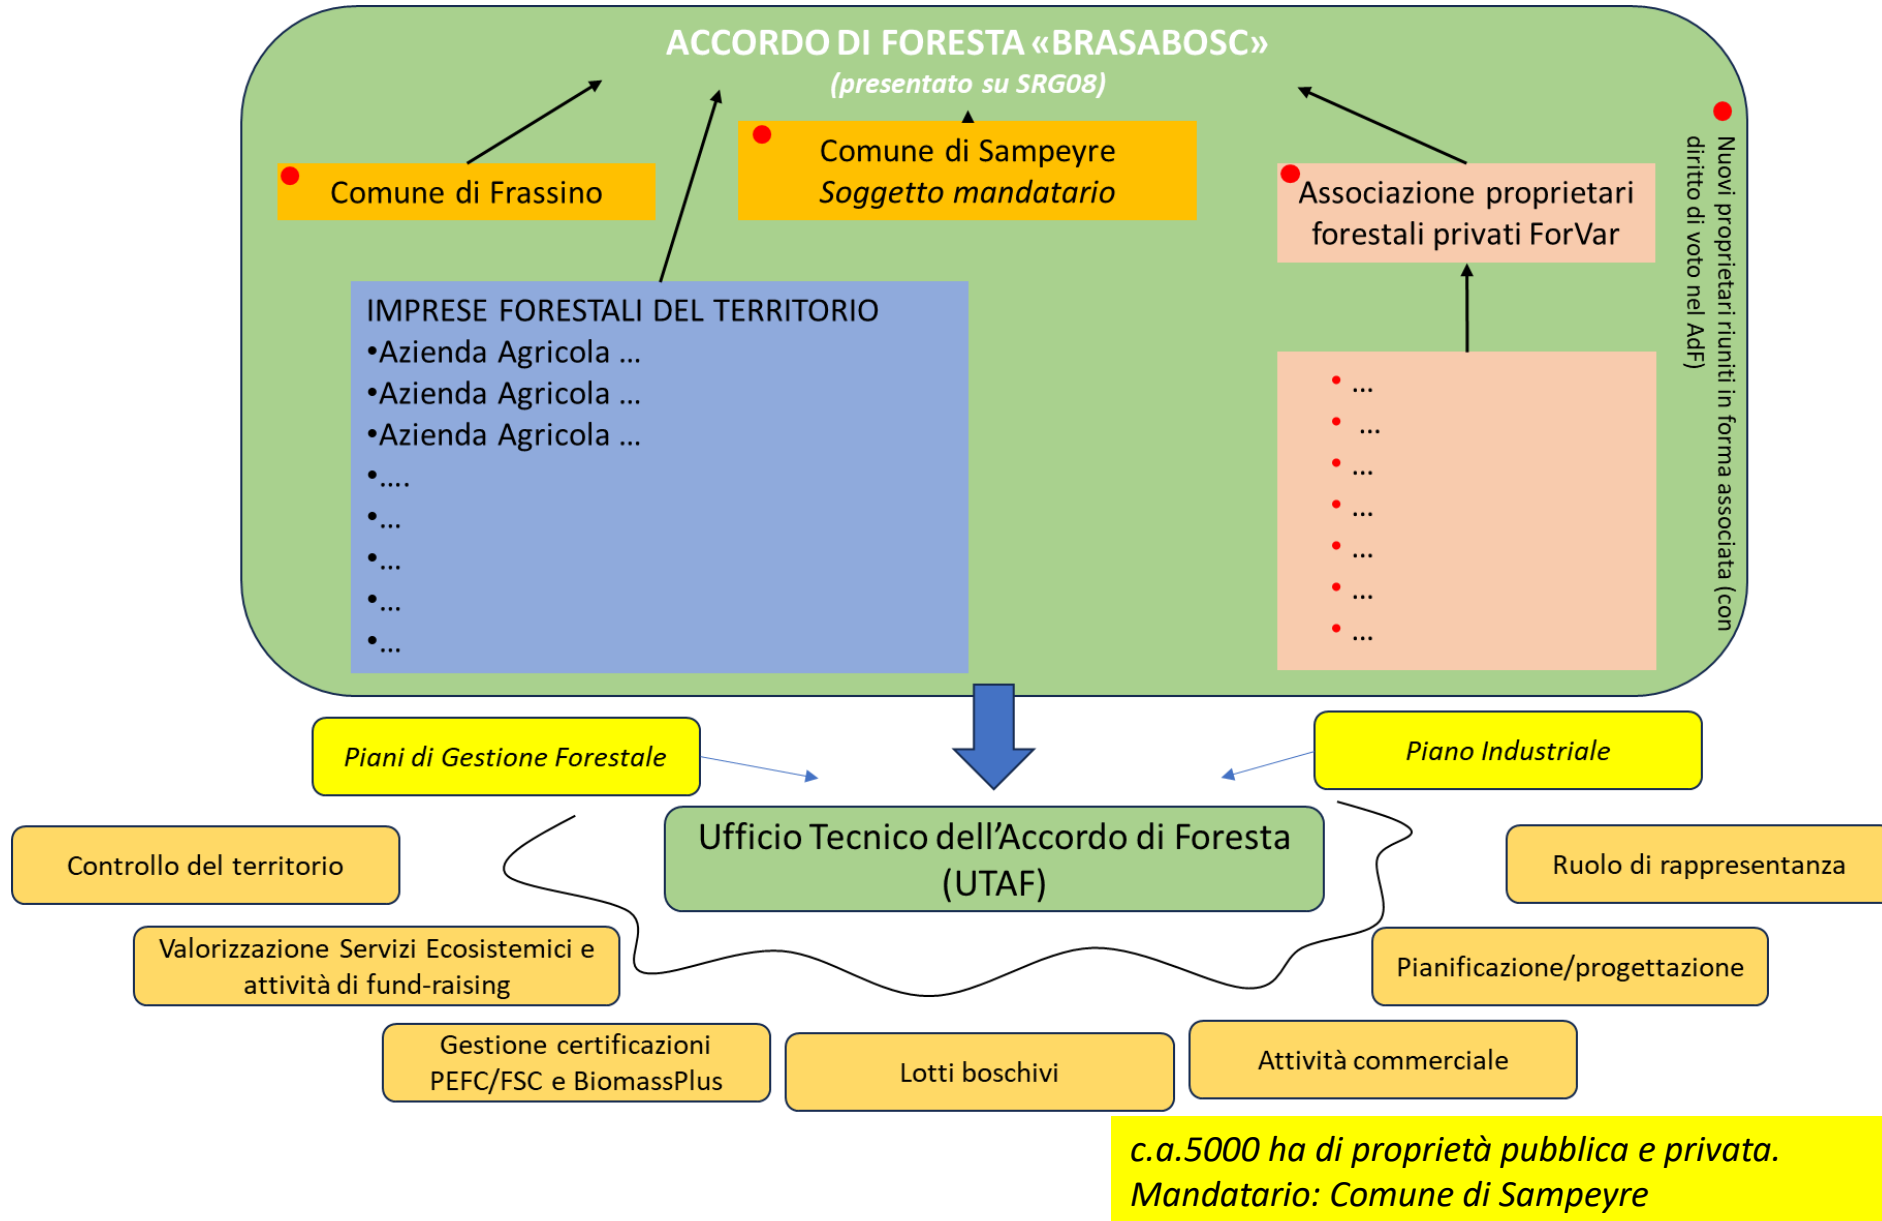 ACCORDO DI FORESTA «BRASABOSC»
(presentato su SRG08)
Comune di Frassino
Comune di Sampeyre
Soggetto mandatario
Associazione proprietari
forestali privati ForVar
Nuovi proprietari riuniti in forma associata (con
diritto di voto nel AdF)
IMPRESE FORESTALI DEL TERRITORIO
•Azienda Agricola ...
•Azienda Agricola ...
•Azienda Agricola ...
•....
•...
•...
•...
•...
• ...
• ...
• ...
• ...
• ...
• ...
• ...
Piani di Gestione Forestale
Piano Industriale
Ufficio Tecnico dell’Accordo di Foresta
(UTAF)
Controllo del territorio
Ruolo di rappresentanza
Valorizzazione Servizi Ecosistemici e
attività di fund-raising
Pianificazione/progettazione
Gestione certificazioni
PEFC/FSC e BiomassPlus
Lotti boschivi
Attività commerciale
c.a.5000 ha di proprietà pubblica e privata.
Mandatario: Comune di Sampeyre